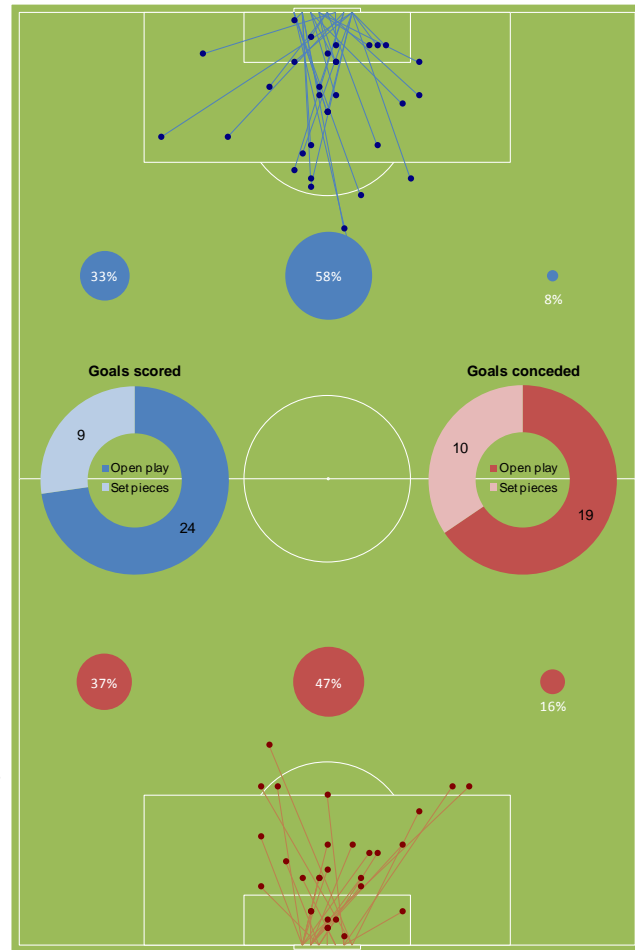 33%
58%
8%
Goals scored
Goals conceded
9
Open play
Set pieces
24
10
Open play
Set pieces
19
37%
47%
16%